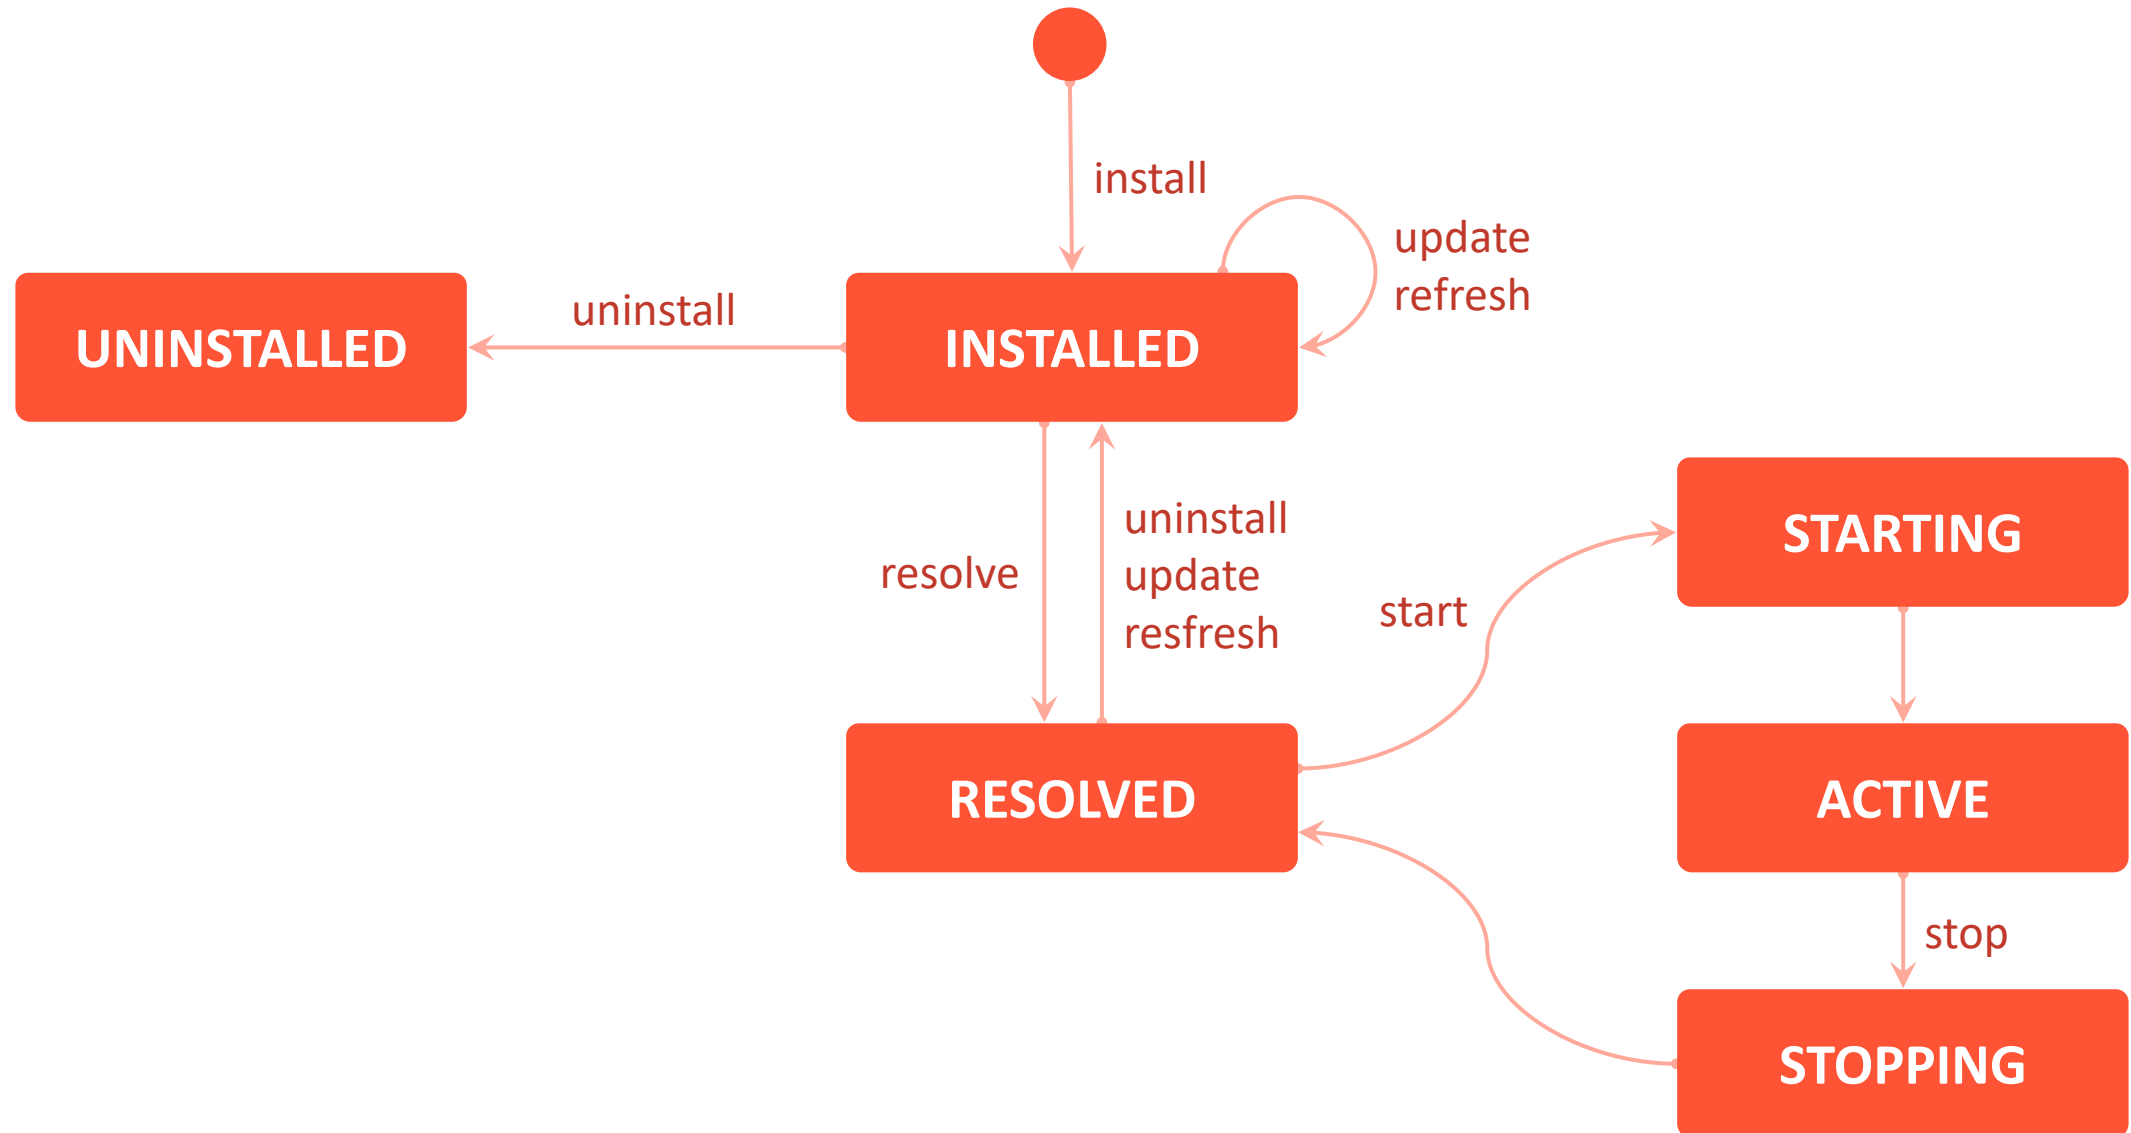 install
update
refresh
uninstall
UNINSTALLED
INSTALLED
uninstall
update
resfresh
resolve
start
STARTING
RESOLVED
ACTIVE
stop
STOPPING